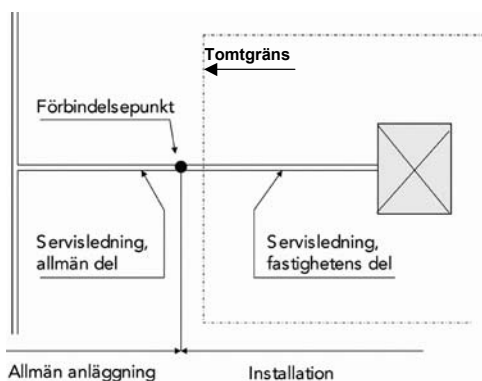 Tomtgräns
Förbindelsepunkt
Servisledning,
allmän del
Servisledning,
fastighetens del
Allmän anläggning
Installation